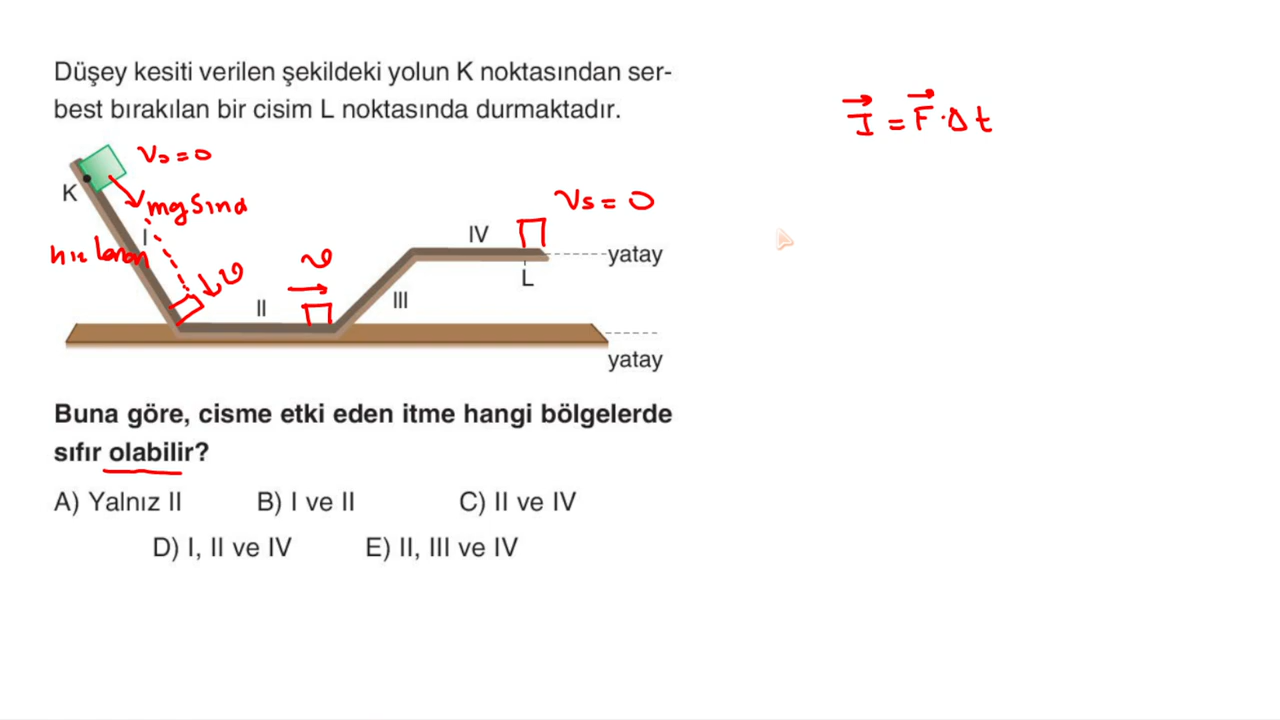 Düşey kesiti verilen şekildeki yolun K noktasından ser-
best bırakılan bir cisim L noktasında durmaktadır.
I = F · Δt
V₀ = 0
K
mg sinα
Vs = 0
I
hızlanan
IV
yatay
L
υ
υ
II
III
yatay
Buna göre, cisme etki eden itme hangi bölgelerde
sıfır olabilir?
A) Yalnız II B) I ve II C) II ve IV
D) I, II ve IV E) II, III ve IV